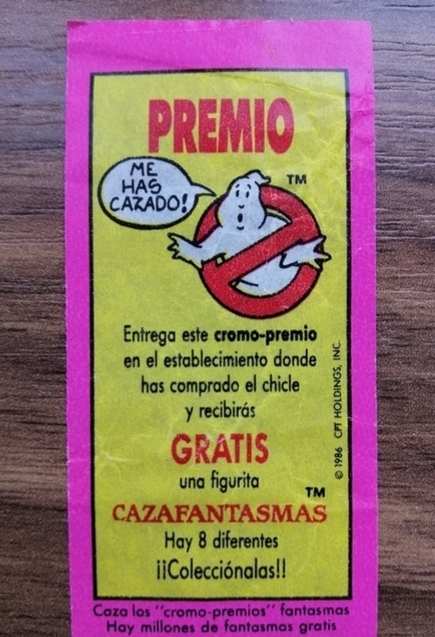 PREMIO
ME
HAS
CAZADO!
TM
Entrega este cromo-premio
en el establecimiento donde
has comprado el chicle
y recibirás
GRATIS
una figurita
TM
CAZAFANTASMAS
Hay 8 diferentes
¡¡Colecciónalas!!
© 1986 CPT HOLDINGS, INC.
Caza los "cromo-premios" fantasmas
Hay millones de fantasmas gratis